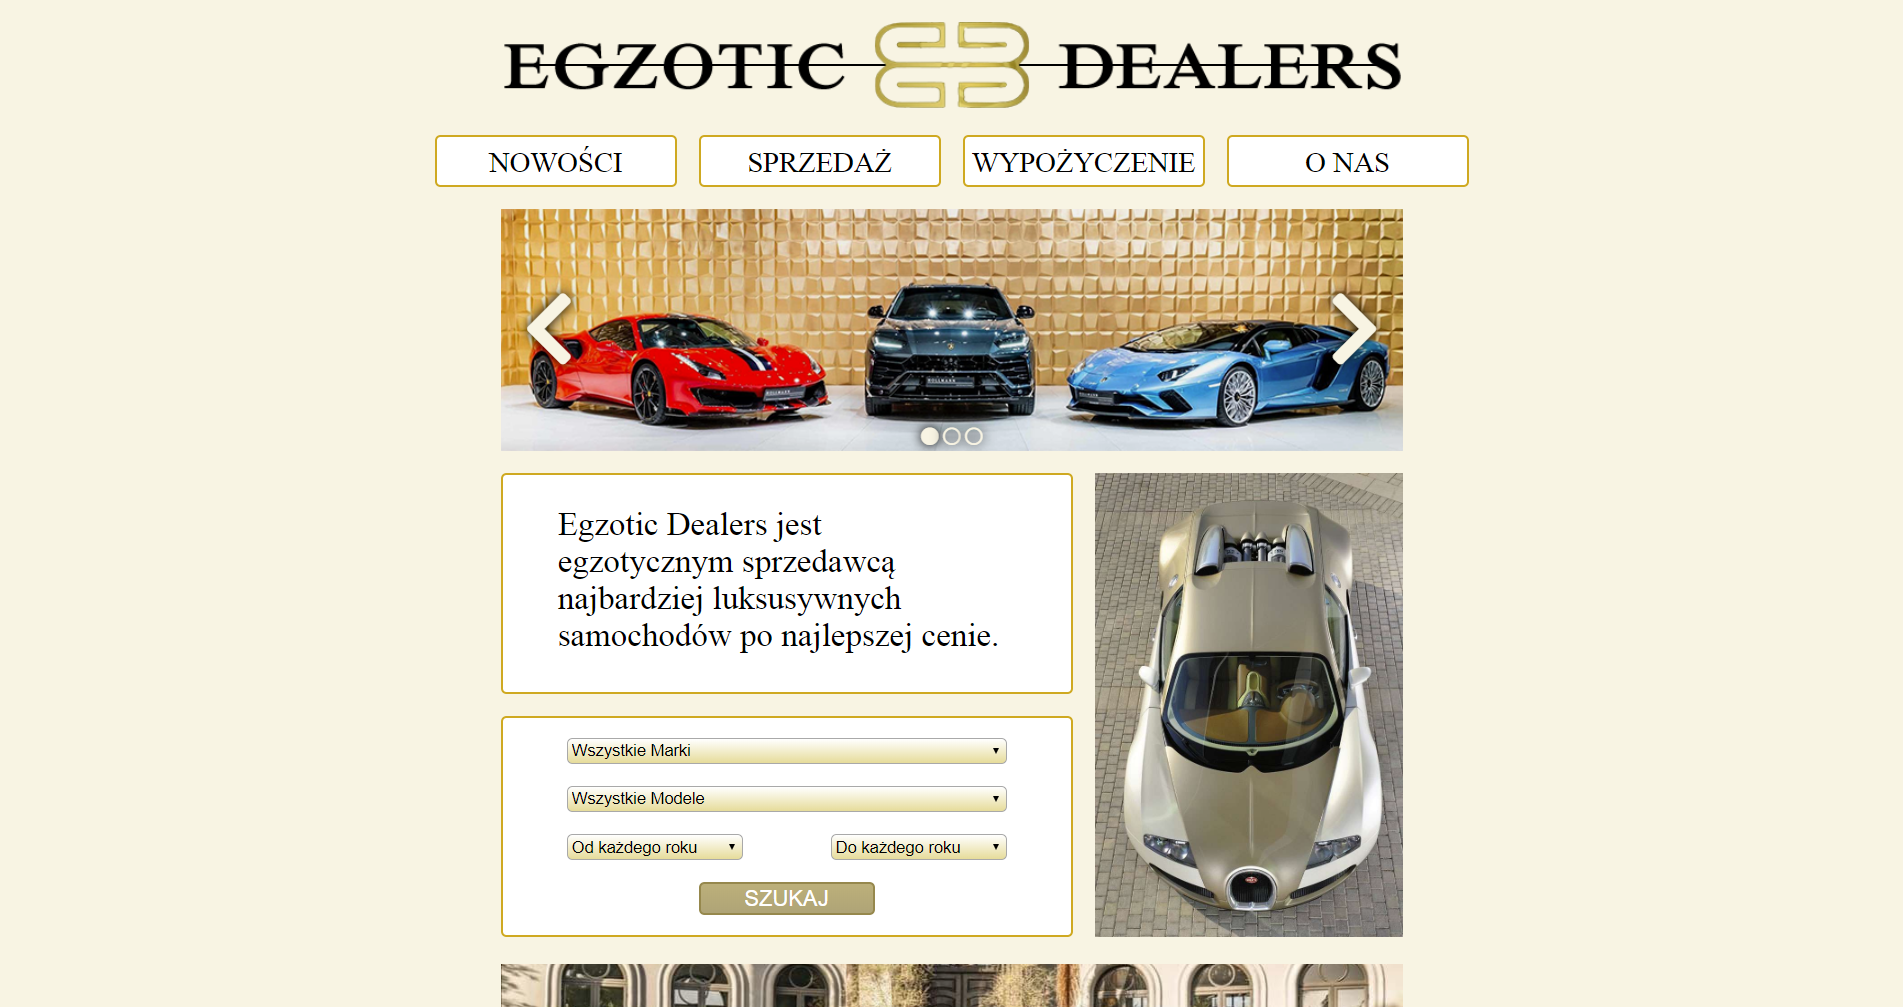 EGZOTIC DEALERS
NOWOŚCI
SPRZEDAŻ
WYPOŻYCZENIE
O NAS
Egzotic Dealers jest
egzotycznym sprzedawcą
najbardziej luksusywnych
samochodów po najlepszej cenie.
Wszystkie Marki
Wszystkie Modele
Od każdego roku
Do każdego roku
SZUKAJ